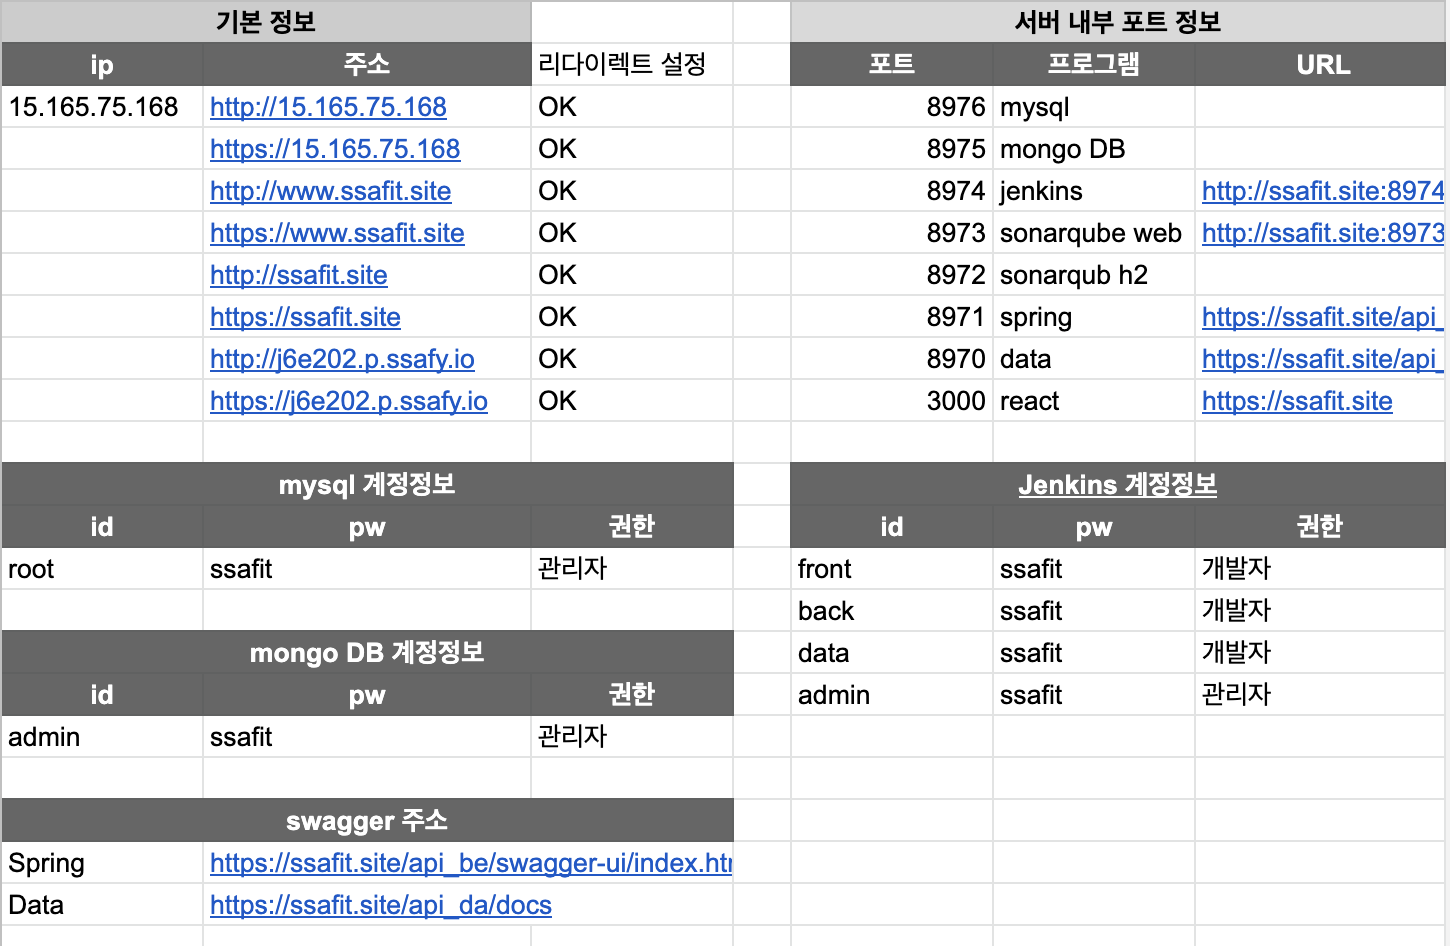 기본 정보
서버 내부 포트 정보
ip 주소 리다이렉트 설정 포트 프로그램 URL
15.165.75.168 http://15.165.75.168 OK 8976 mysql
https://15.165.75.168 OK 8975 mongo DB
http://www.ssafit.site OK 8974 jenkins http://ssafit.site:8974
https://www.ssafit.site OK 8973 sonarqube web http://ssafit.site:8973
http://ssafit.site OK 8972 sonarqub h2
https://ssafit.site OK 8971 spring https://ssafit.site/api_
http://j6e202.p.ssafy.io OK 8970 data https://ssafit.site/api_
https://j6e202.p.ssafy.io OK 3000 react https://ssafit.site
mysql 계정정보 Jenkins 계정정보
id pw 권한 id pw 권한
root ssafit 관리자 front ssafit 개발자
back ssafit 개발자
mongo DB 계정정보 data ssafit 개발자
id pw 권한 admin ssafit 관리자
admin ssafit 관리자
swagger 주소
Spring https://ssafit.site/api_be/swagger-ui/index.htm
Data https://ssafit.site/api_da/docs